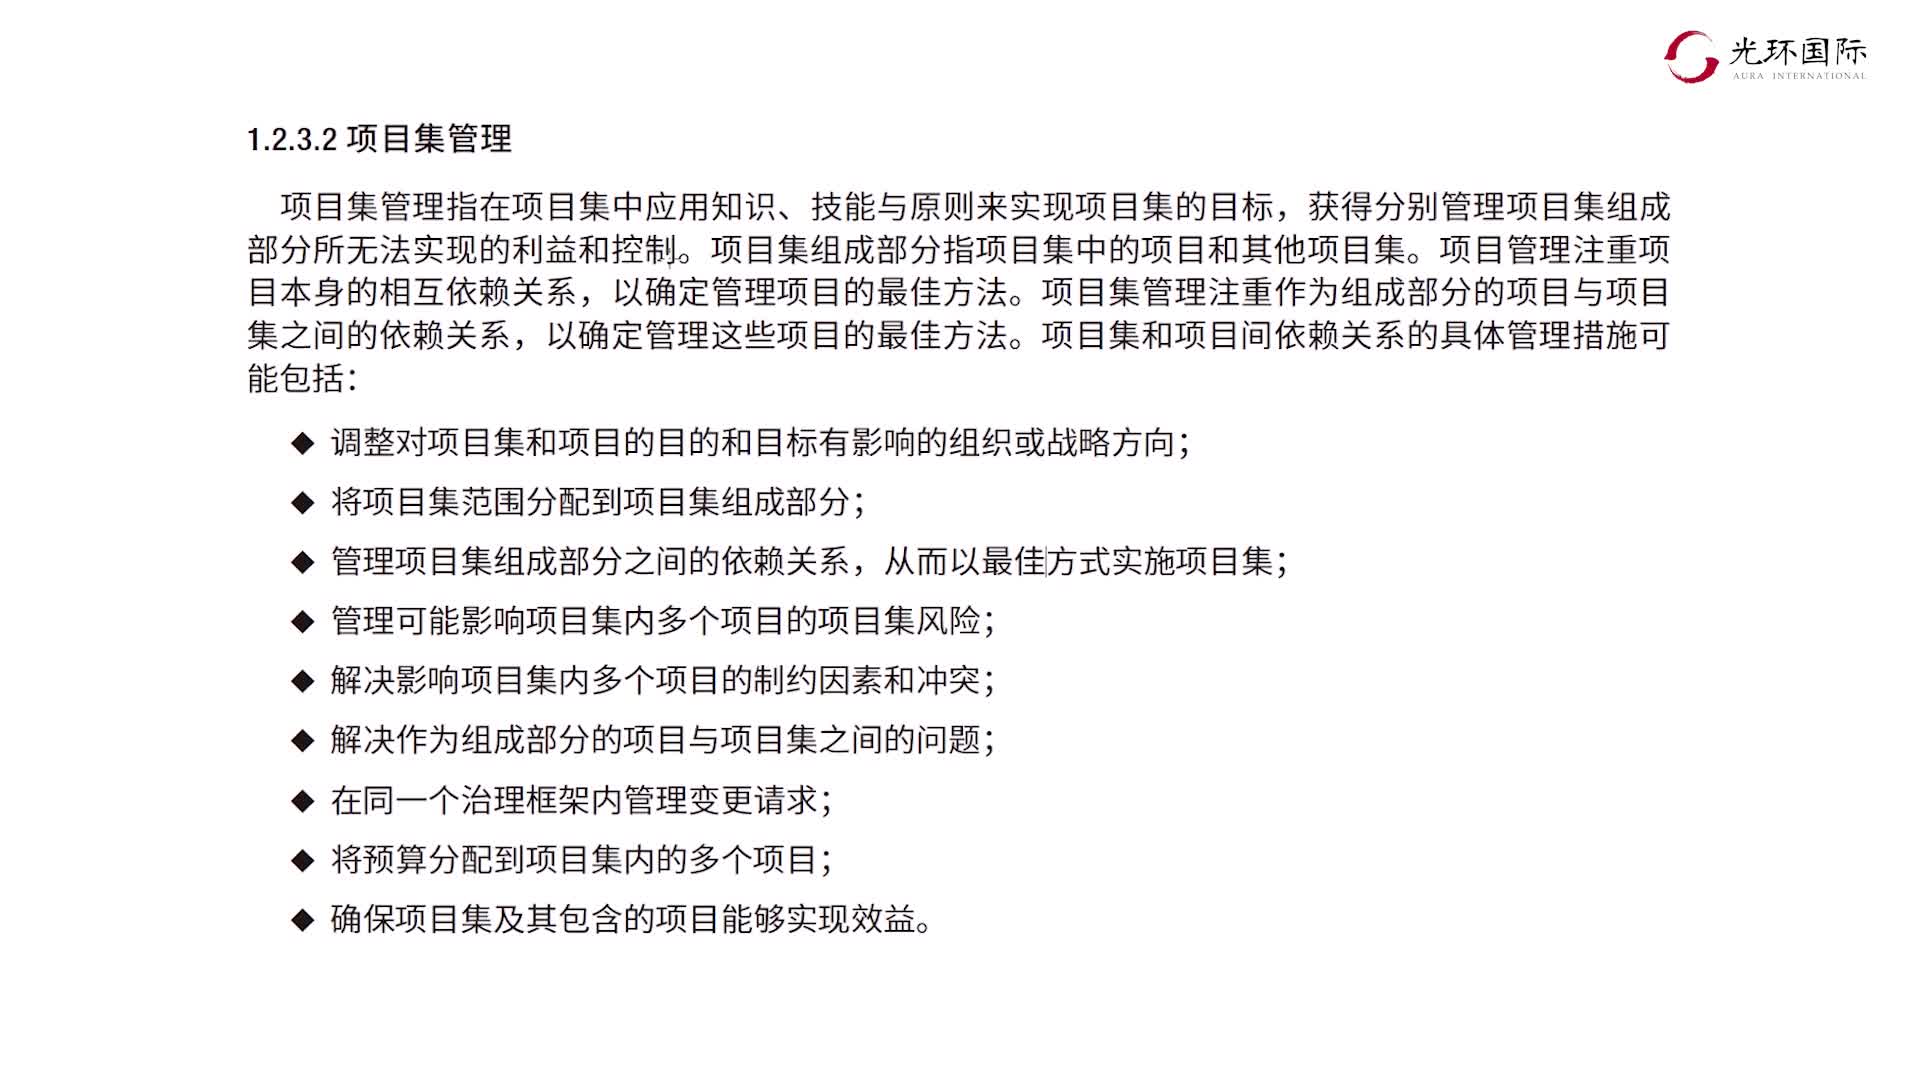 光环国际
AURA INTERNATIONAL
1.2.3.2 项目集管理
项目集管理指在项目集中应用知识、技能与原则来实现项目集的目标，获得分别管理项目集组成
部分所无法实现的利益和控制。项目集组成部分指项目集中的项目和其他项目集。项目管理注重项
目本身的相互依赖关系，以确定管理项目的最佳方法。项目集管理注重作为组成部分的项目与项目
集之间的依赖关系，以确定管理这些项目的最佳方法。项目集和项目间依赖关系的具体管理措施可
能包括：
◆ 调整对项目集和项目的目的和目标有影响的组织或战略方向；
◆ 将项目集范围分配到项目集组成部分；
◆ 管理项目集组成部分之间的依赖关系，从而以最佳方式实施项目集；
◆ 管理可能影响项目集内多个项目的项目集风险；
◆ 解决影响项目集内多个项目的制约因素和冲突；
◆ 解决作为组成部分的项目与项目集之间的问题；
◆ 在同一个治理框架内管理变更请求；
◆ 将预算分配到项目集内的多个项目；
◆ 确保项目集及其包含的项目能够实现效益。